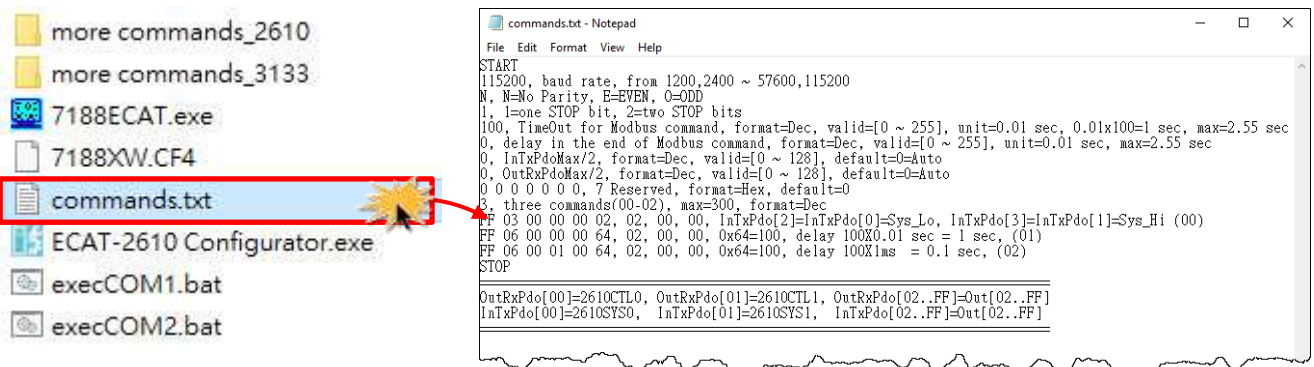 more commands_2610
more commands_3133
7188ECAT.exe
7188XW.CF4
commands.txt
ECAT-2610 Configurator.exe
execCOM1.bat
execCOM2.bat
commands.txt - Notepad
File Edit Format View Help
START
115200, baud rate, from 1200,2400 ~ 57600,115200
N, N=No Parity, E=EVEN, O=ODD
1, 1=one STOP bit, 2=two STOP bits
100, TimeOut for Modbus command, format=Dec, valid=[0 ~ 255], unit=0.01 sec, 0.01x100=1 sec, max=2.55 sec
0, delay in the end of Modbus command, format=Dec, valid=[0 ~ 255], unit=0.01 sec, max=2.55 sec
0, InTxPdoMax/2, format=Dec, valid=[0 ~ 128], default=0=Auto
0, OutRxPdoMax/2, format=Dec, valid=[0 ~ 128], default=0=Auto
0 0 0 0 0 0 0, 7 Reserved, format=Hex, default=0
3, three commands(00-02), max=300, format=Dec
FF 03 00 00 00 02, 02, 00, 00, InTxPdo[2]=InTxPdo[0]=Sys_Lo, InTxPdo[3]=InTxPdo[1]=Sys_Hi (00)
FF 06 00 00 00 64, 02, 00, 00, 0x64=100, delay 100X0.01 sec = 1 sec, (01)
FF 06 00 01 00 64, 02, 00, 00, 0x64=100, delay 100X1ms = 0.1 sec, (02)
STOP
OutRxPdo[00]=2610CTL0, OutRxPdo[01]=2610CTL1, OutRxPdo[02..FF]=Out[02..FF]
InTxPdo[00]=2610SYS0, InTxPdo[01]=2610SYS1, InTxPdo[02..FF]=Out[02..FF]